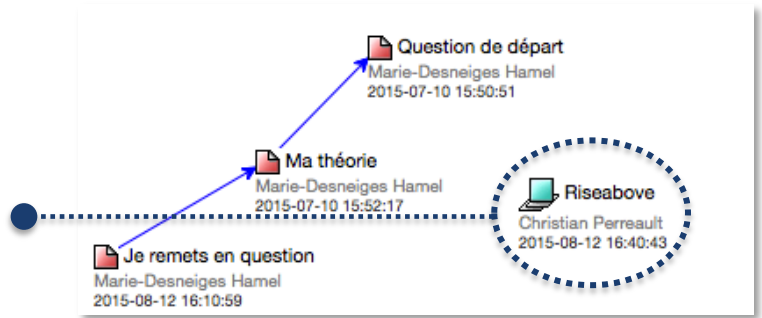 Question de départ
Marie-Desneiges Hamel
2015-07-10 15:50:51
Ma théorie
Marie-Desneiges Hamel
2015-07-10 15:52:17
Riseabove
Christian Perreault
2015-08-12 16:40:43
Je remets en question
Marie-Desneiges Hamel
2015-08-12 16:10:59